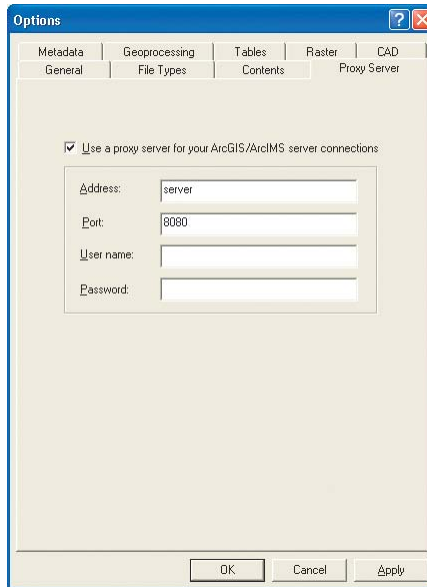 Options
Metadata Geoprocessing Tables Raster CAD
General File Types Contents Proxy Server
Use a proxy server for your ArcGIS/ArcIMS server connections
Address: server
Port: 8080
User name:
Password:
OK Cancel Apply